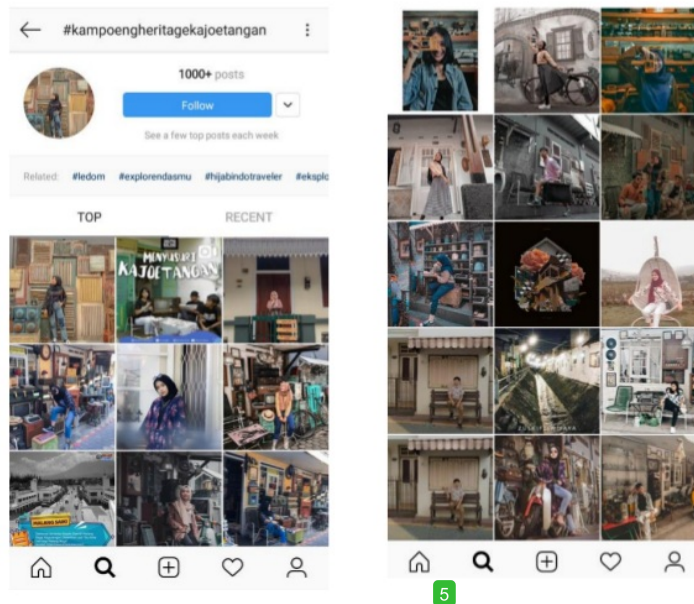 #kampoengheritagekajoetangan
1000+ posts
Follow
See a few top posts each week
Related: #ledom #explorendasmu #hijabindotraveler #eksplo
TOP RECENT
MENYUSURI
KAJOETANGAN
MALANG
5